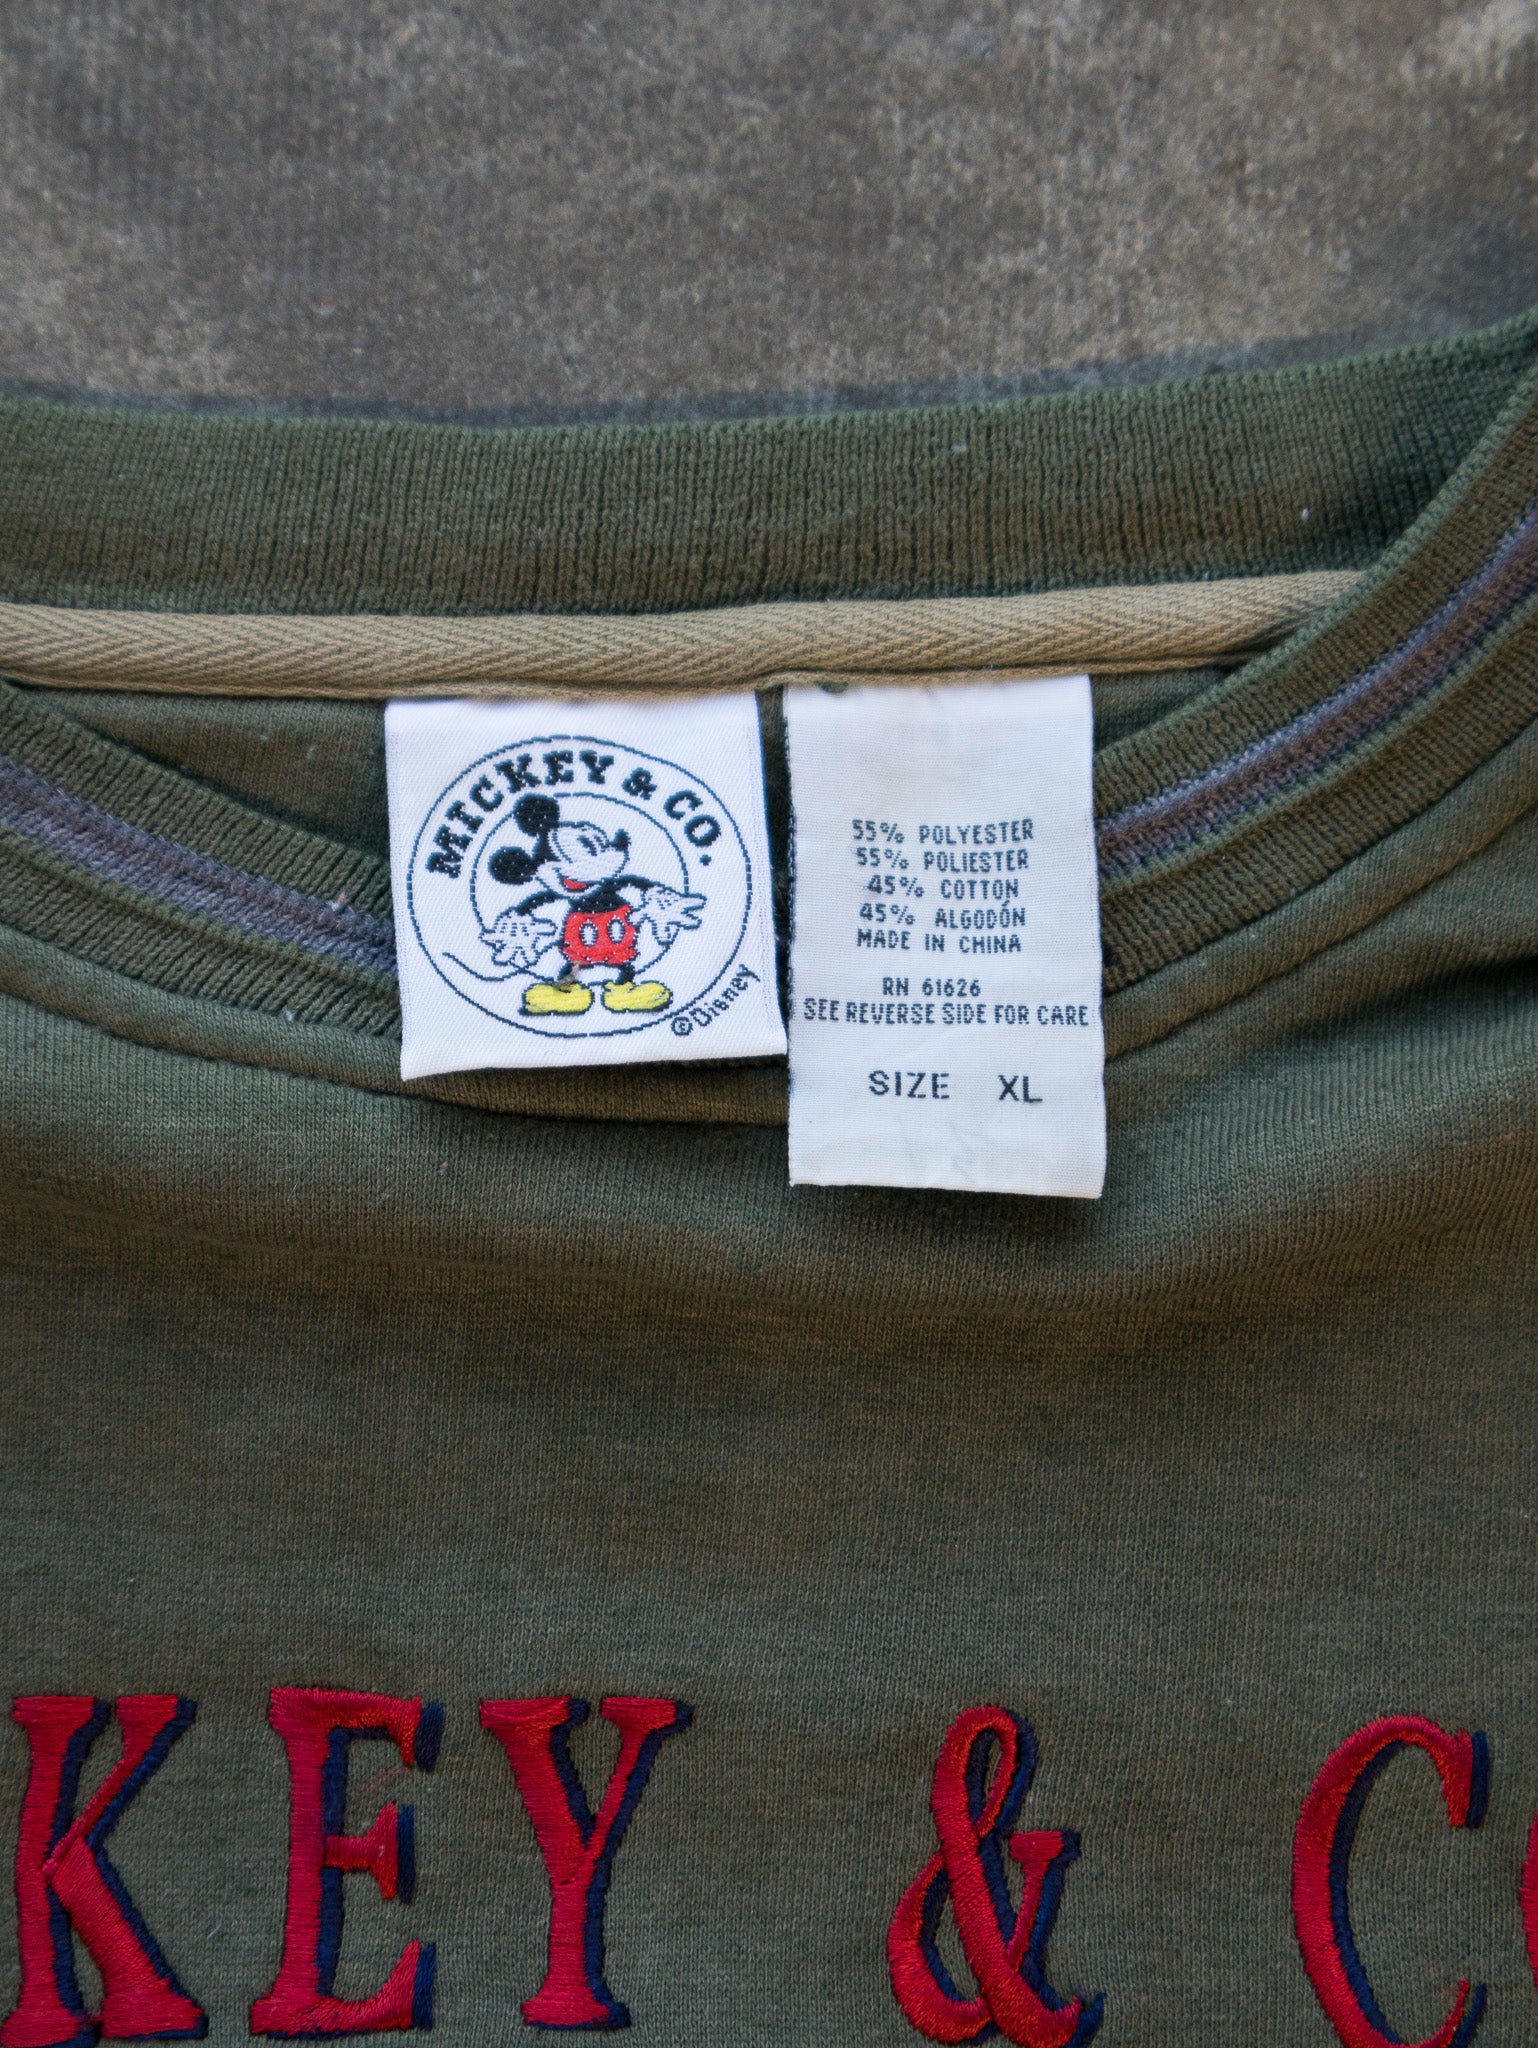 MICKEY & CO.
©Disney
55% POLYESTER
55% POLIESTER
45% COTTON
45% ALGODÓN
MADE IN CHINA
RN 61626
SEE REVERSE SIDE FOR CARE
SIZE XL
KEY & C